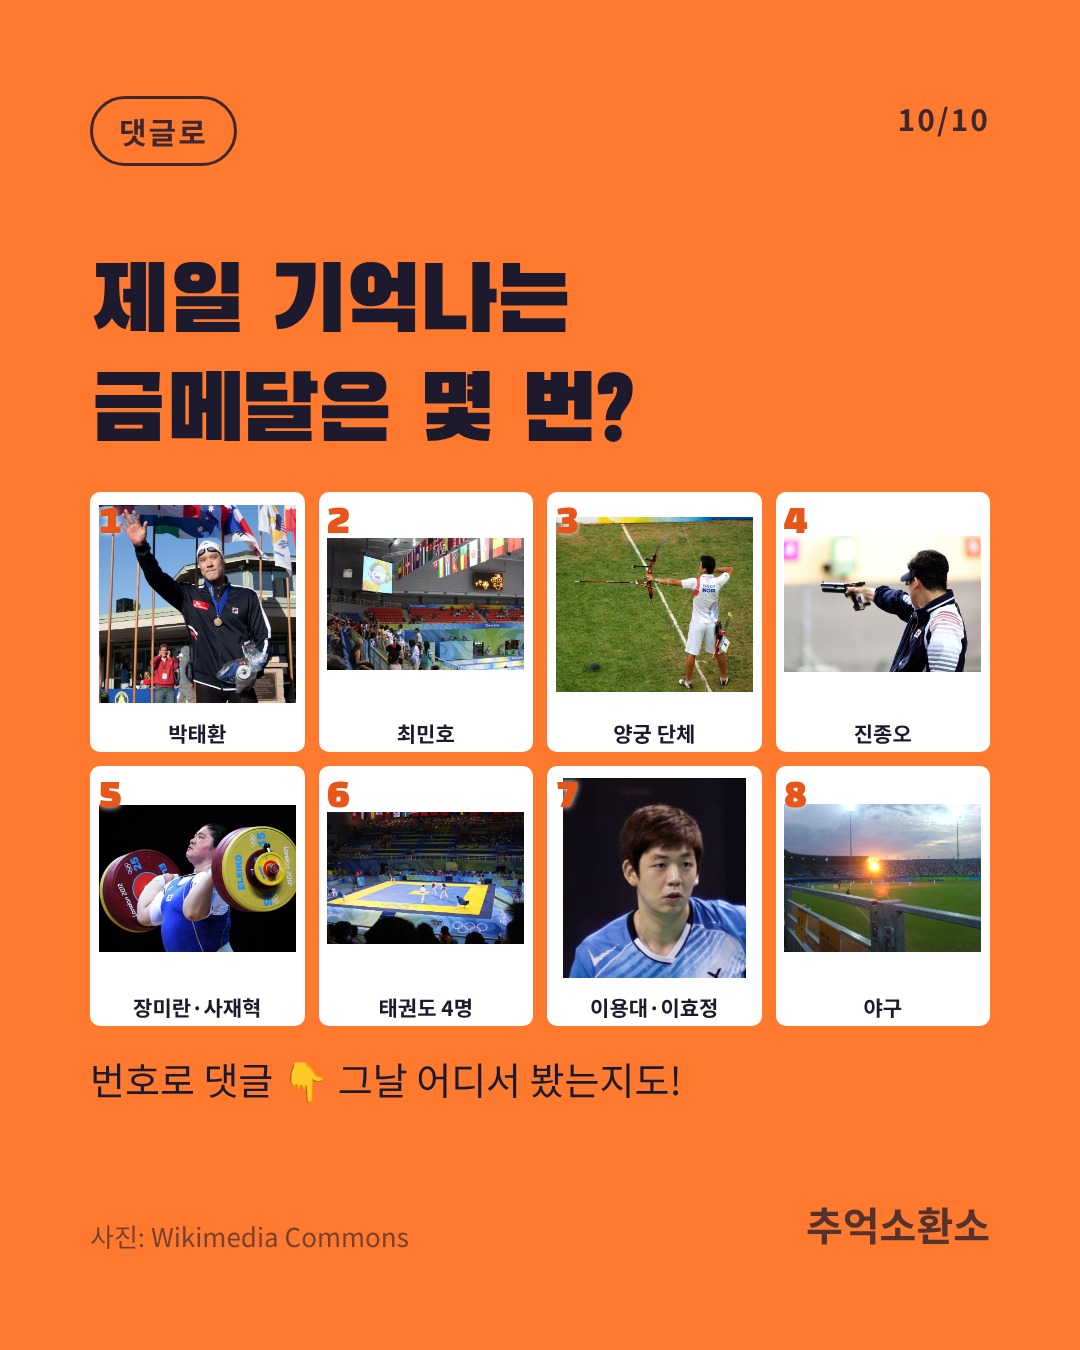 댓글로
10/10
제일 기억나는
금메달은 몇 번?
1
2
3
4
박태환
최민호
양궁 단체
진종오
5
6
7
8
장미란·사재혁
태권도 4명
이용대·이효정
야구
번호로 댓글 👇 그날 어디서 봤는지도!
사진: Wikimedia Commons
추억소환소